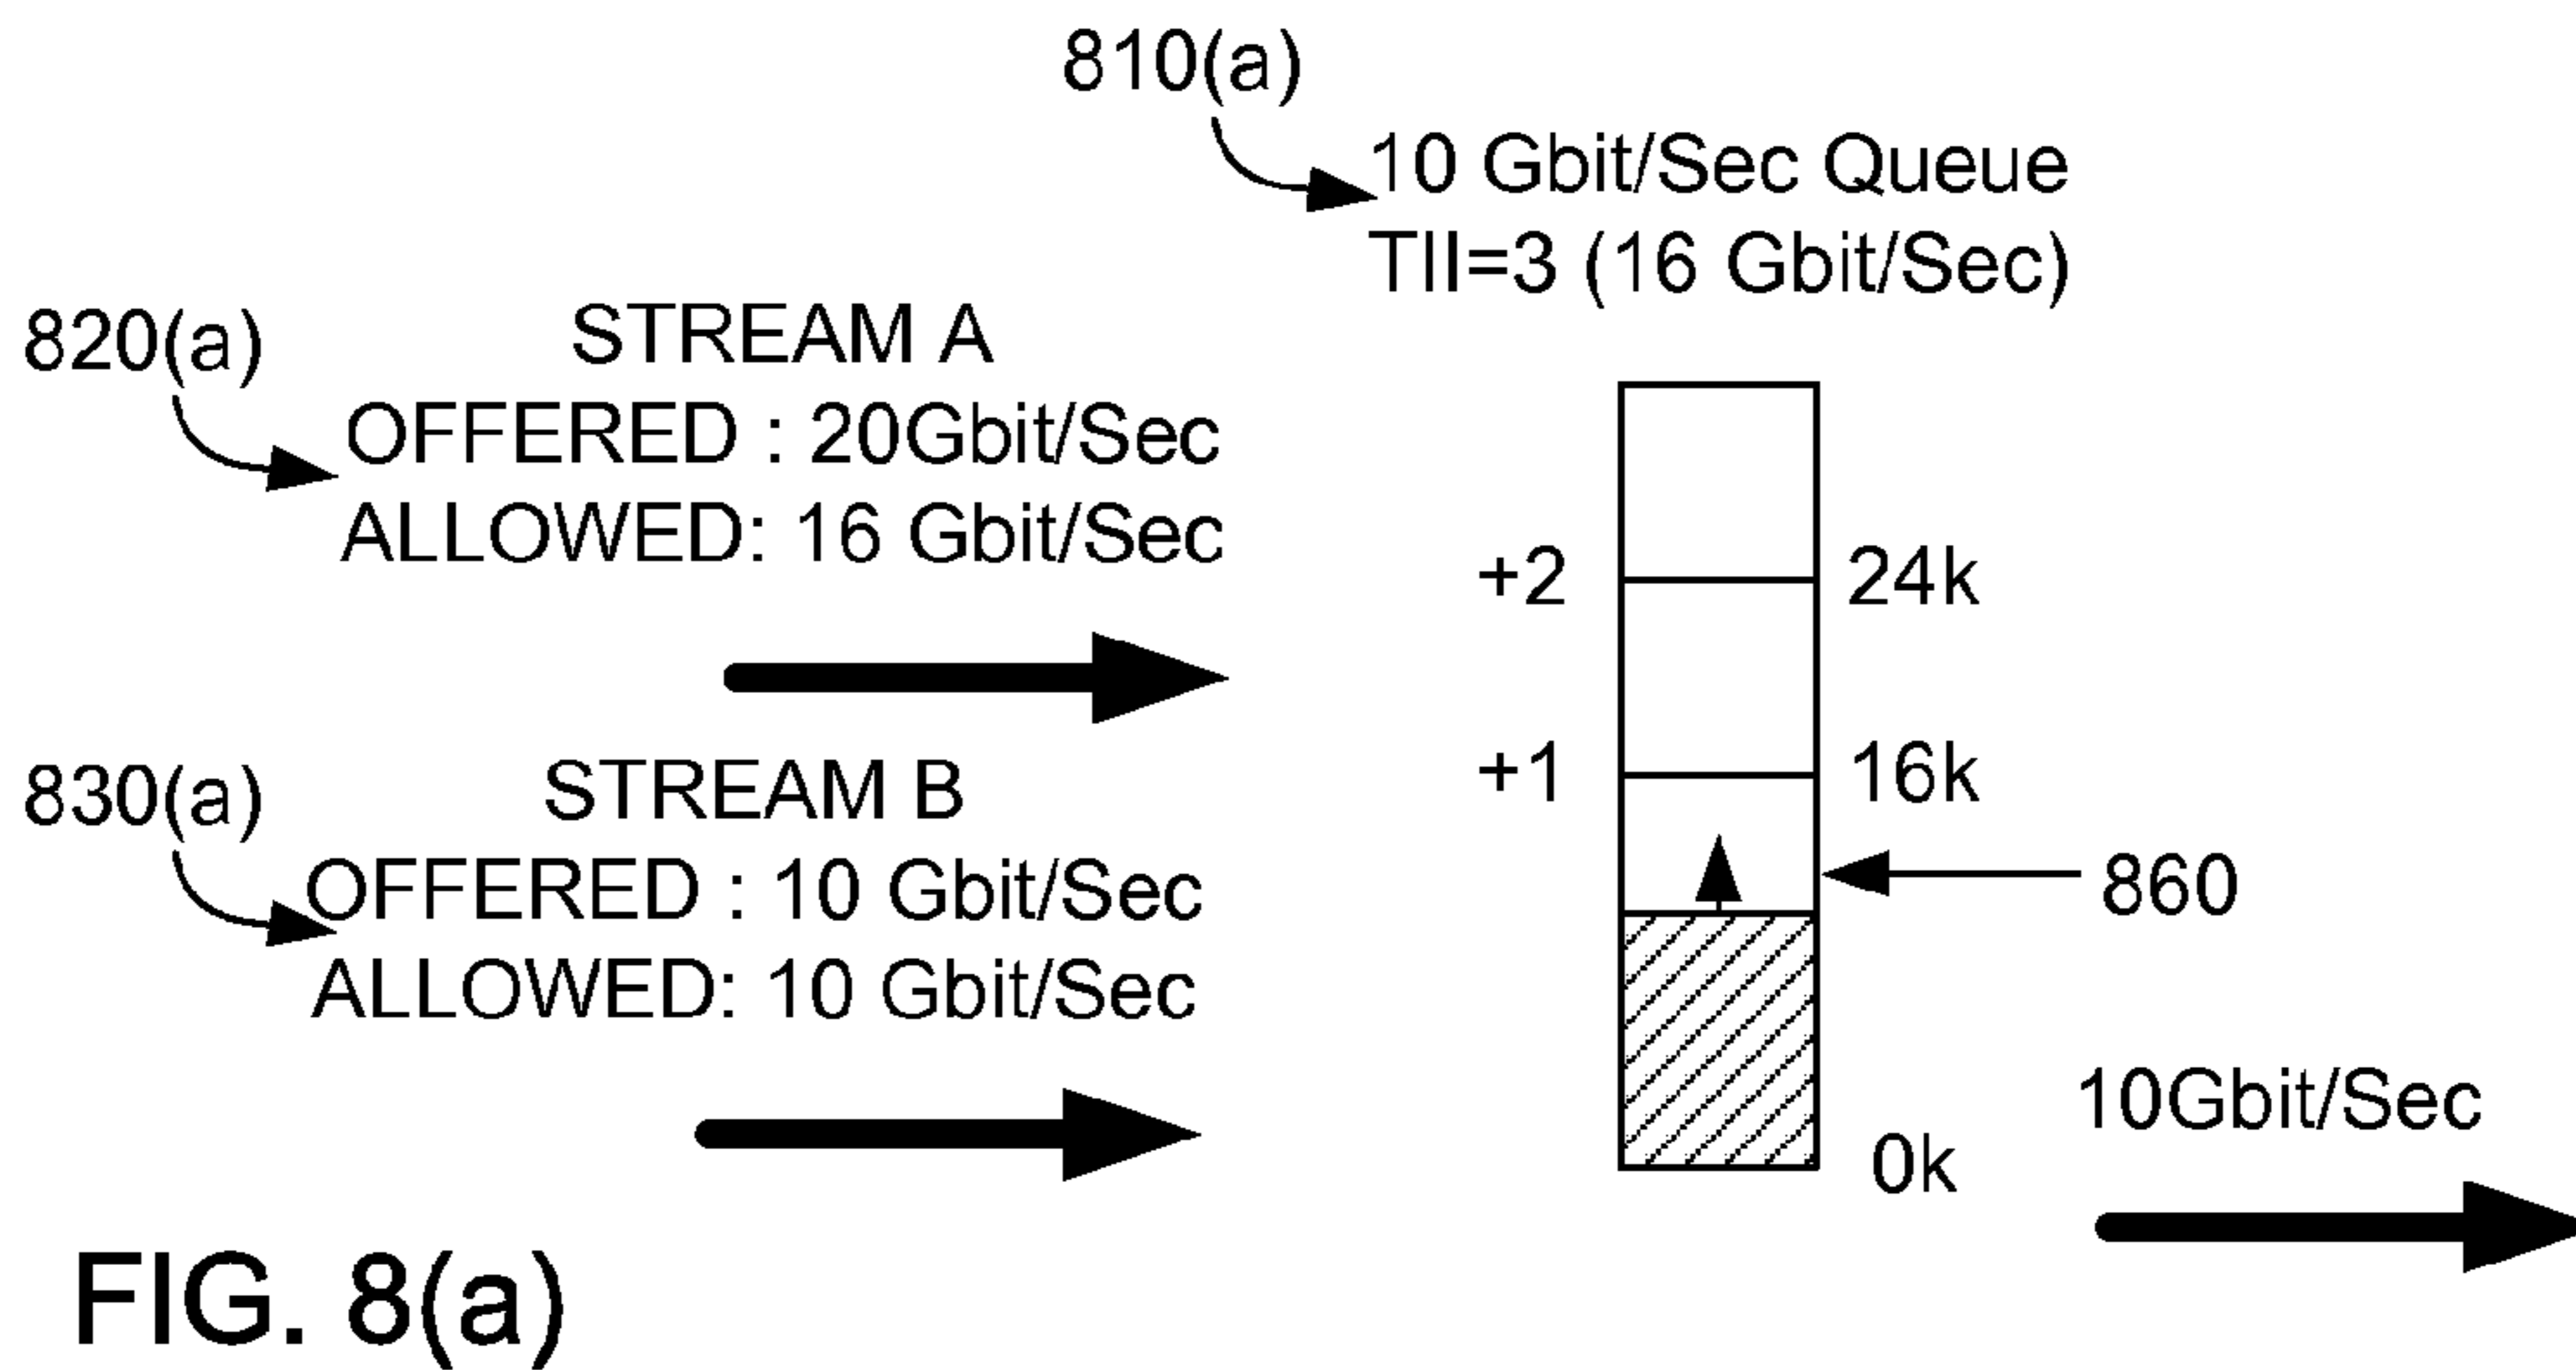 810(a)
10 Gbit/Sec Queue
TII=3 (16 Gbit/Sec)
820(a)
STREAM A
OFFERED : 20Gbit/Sec
ALLOWED: 16 Gbit/Sec
+2
24k
+1
16k
830(a)
STREAM B
OFFERED : 10 Gbit/Sec
ALLOWED: 10 Gbit/Sec
860
0k
10Gbit/Sec
FIG. 8(a)